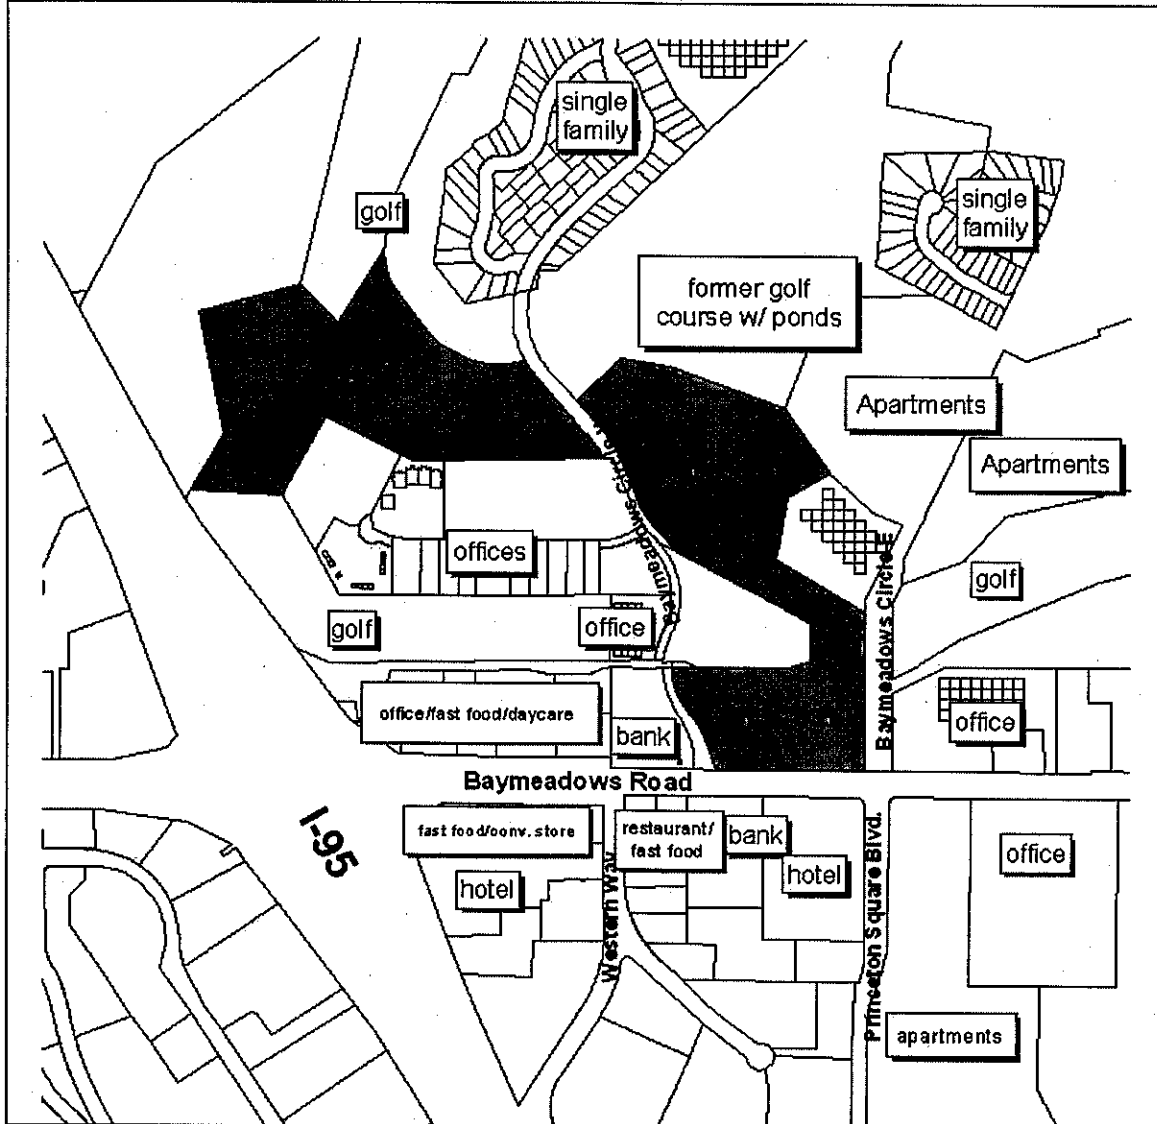 single
family
golf
single
family
former golf
course w/ ponds
Apartments
Apartments
Baymeadows Circle
offices
Baymeadows Circle E
golf
golf
office
office/fast food/daycare
bank
office
Baymeadows Road
I-95
fast food/conv. store
restaurant/
fast food
bank
hotel
office
hotel
Western Way
Princeton Square Blvd.
apartments